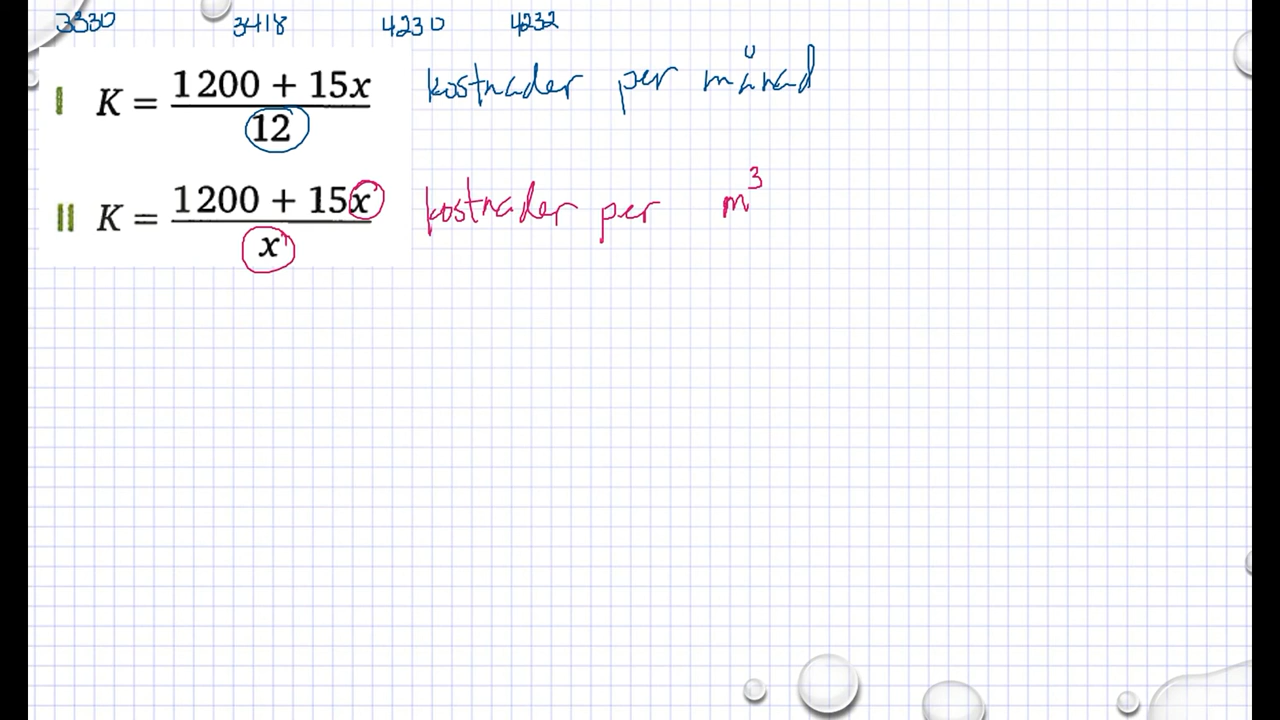 3330 3418 4230 4232
I K = (1200 + 15x)/12 kostnader per månad
II K = (1200 + 15x)/x kostnader per m³